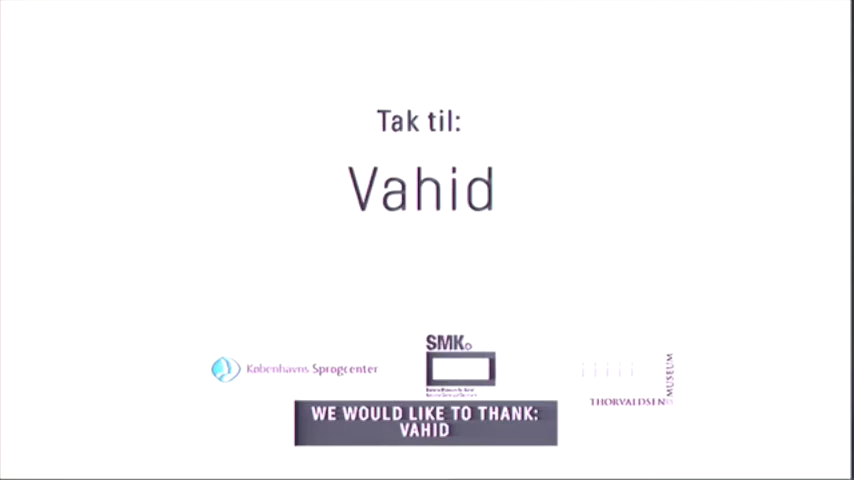 Tak til:
Vahid
SMK
Københavns Sprogcenter
THORVALDSENS
MUSEUM
WE WOULD LIKE TO THANK:
VAHID